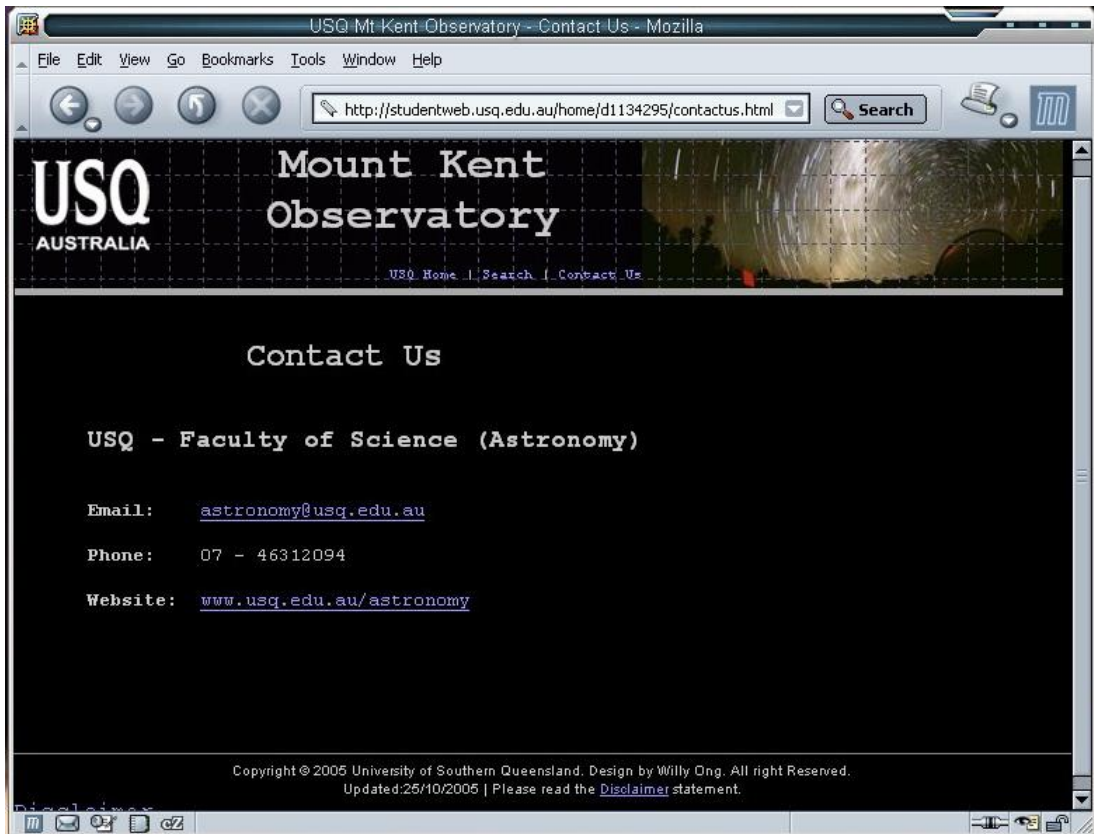 USQ Mt Kent Observatory - Contact Us - Mozilla
File Edit View Go Bookmarks Tools Window Help
http://studentweb.usq.edu.au/home/d1134295/contactus.html Search
USQ
AUSTRALIA
Mount Kent
Observatory
USQ Home | Search | Contact Us
Contact Us
USQ - Faculty of Science (Astronomy)
Email: astronomy@usq.edu.au
Phone: 07 - 46312094
Website: www.usq.edu.au/astronomy
Copyright © 2005 University of Southern Queensland. Design by Willy Ong. All right Reserved.
Updated:25/10/2005 | Please read the Disclaimer statement.
Disclaimer